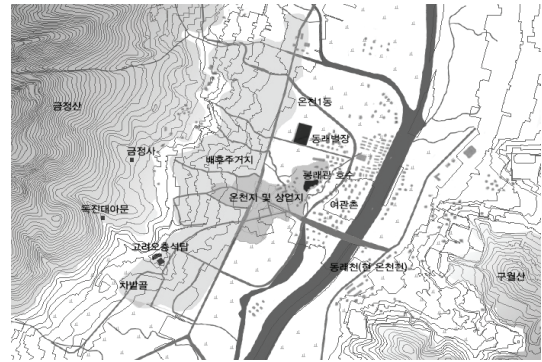 온천1동
금정산
동래별장
금정사
배후주거지
봉래관 호수
온천지 및 상업지
여관촌
독진대아문
고려오층석탑
동래천(현 온천천)
구월산
차밭골